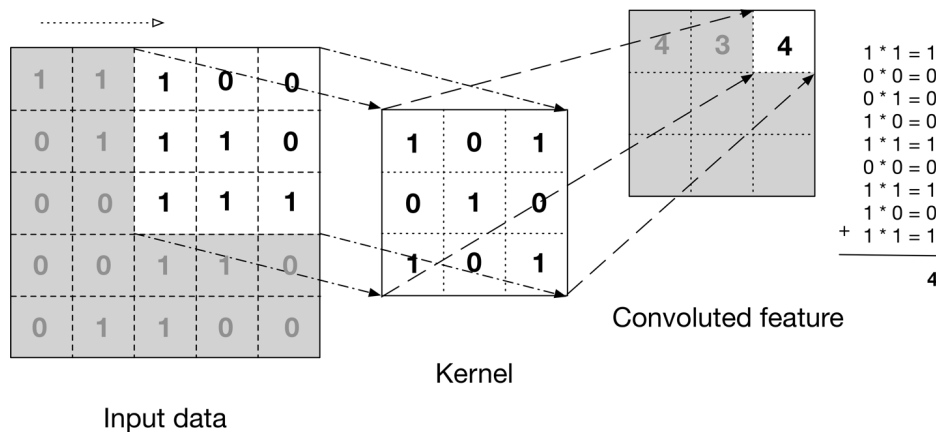 1 1 1 0 0
0 1 1 1 0
0 0 1 1 1
0 0 1 1 0
0 1 1 0 0
Input data
1 0 1
0 1 0
1 0 1
Kernel
4 3 4
Convoluted feature
1 * 1 = 1
0 * 0 = 0
0 * 1 = 0
1 * 0 = 0
1 * 1 = 1
0 * 0 = 0
1 * 1 = 1
1 * 0 = 0
+ 1 * 1 = 1
4